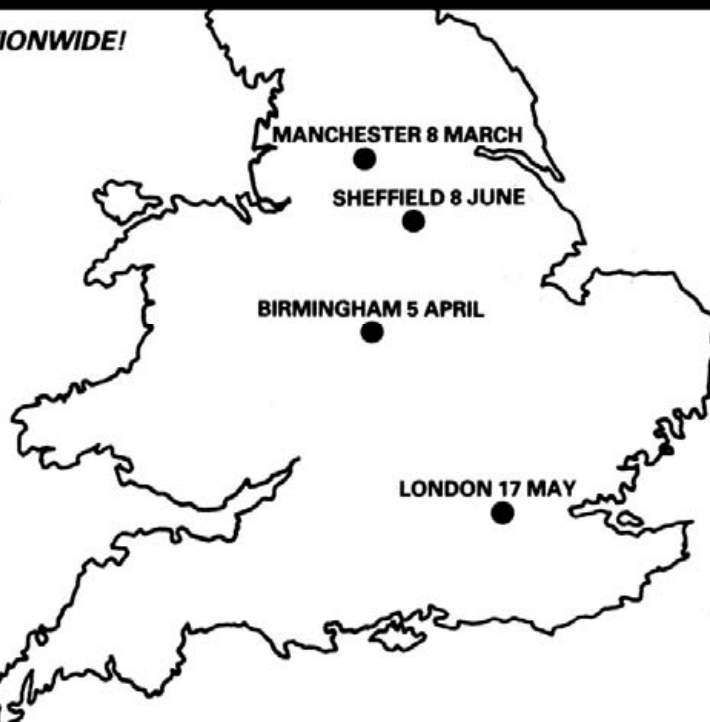 IONWIDE!
MANCHESTER 8 MARCH
SHEFFIELD 8 JUNE
BIRMINGHAM 5 APRIL
LONDON 17 MAY